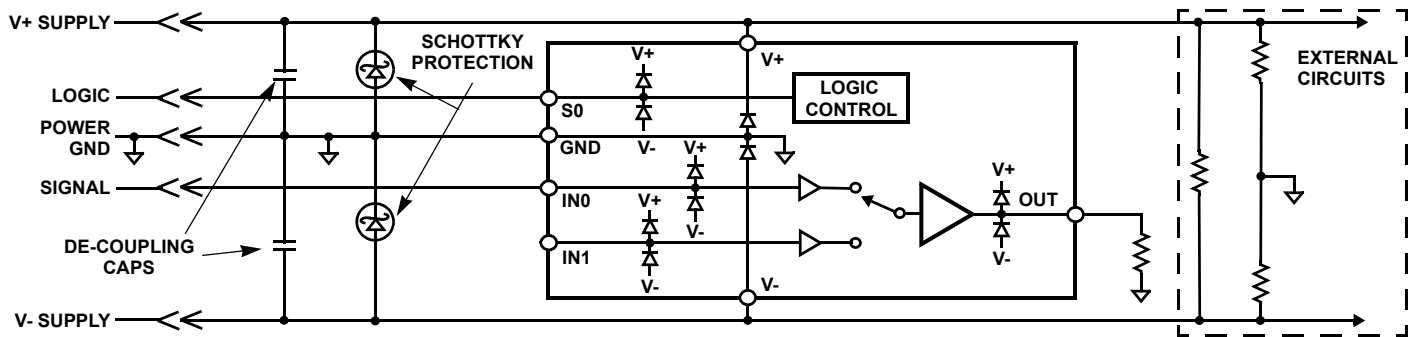 V+ SUPPLY
SCHOTTKY
PROTECTION
V+
V+
EXTERNAL
CIRCUITS
LOGIC
CONTROL
LOGIC
S0
POWER
GND
V-
GND
V+
SIGNAL
IN0
V+
V+
OUT
V-
DE-COUPLING
CAPS
IN1
V-
V-
V-
V- SUPPLY